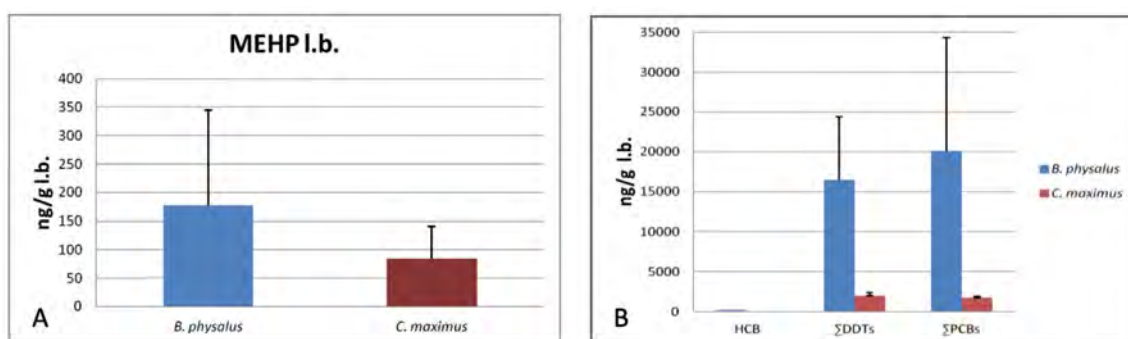 MEHP l.b.
400
350
300
250
200
150
100
50
0
ng/g l.b.
B. physalus
C. maximus
A
35000
30000
25000
20000
15000
10000
5000
0
ng/g l.b.
HCB
∑DDTs
∑PCBs
B. physalus
C. maximus
B